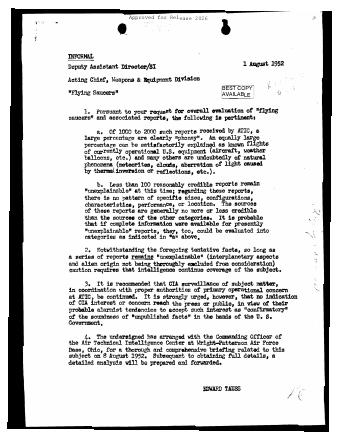 Approved for Release 2026
INFORMAL
Deputy Assistant Director/SI
1 August 1952
Acting Chief, Weapons & Equipment Division
"Flying Saucers"
BEST COPY
AVAILABLE
1. Pursuant to your request for overall evaluation of "flying
saucers" and associated reports, the following is pertinent:
a. Of 1000 to 2000 such reports received by ATIC, a
large percentage are clearly "phoney". An equally large
percentage can be satisfactorily explained as known flights
of currently operational U.S. equipment (aircraft, weather
balloons, etc.) and many others are undoubtedly of natural
phenomena (meteorites, clouds, aberration of light caused
by thermal inversion or reflections, etc.).
b. Less than 100 reasonably credible reports remain
"unexplainable" at this time; regarding these reports,
there is no pattern of specific sizes, configurations,
characteristics, performance, or location. The sources
of these reports are generally no more or less credible
than the sources of the other categories. It is probable
that if complete information were available for presently
"unexplainable" reports, they, too, could be evaluated into
categories as indicated in "a" above.
2. Notwithstanding the foregoing tentative facts, so long as
a series of reports remains "unexplainable" (interplanetary aspects
and alien origin not being thoroughly excluded from consideration)
caution requires that intelligence continue coverage of the subject.
3. It is recommended that CIA surveillance of subject matter,
in coordination with proper authorities of primary operational concern
at ATIC, be continued. It is strongly urged, however, that no indication
of CIA interest or concern reach the press or public, in view of their
probable alarmist tendencies to accept such interest as "confirmatory"
of the soundness of "unpublished facts" in the hands of the U. S.
Government.
4. The undersigned has arranged with the Commanding Officer of
the Air Technical Intelligence Center at Wright-Patterson Air Force
Base, Ohio, for a thorough and comprehensive briefing related to this
subject on 8 August 1952. Subsequent to obtaining full details, a
detailed analysis will be prepared and forwarded.
EDWARD TAUSS